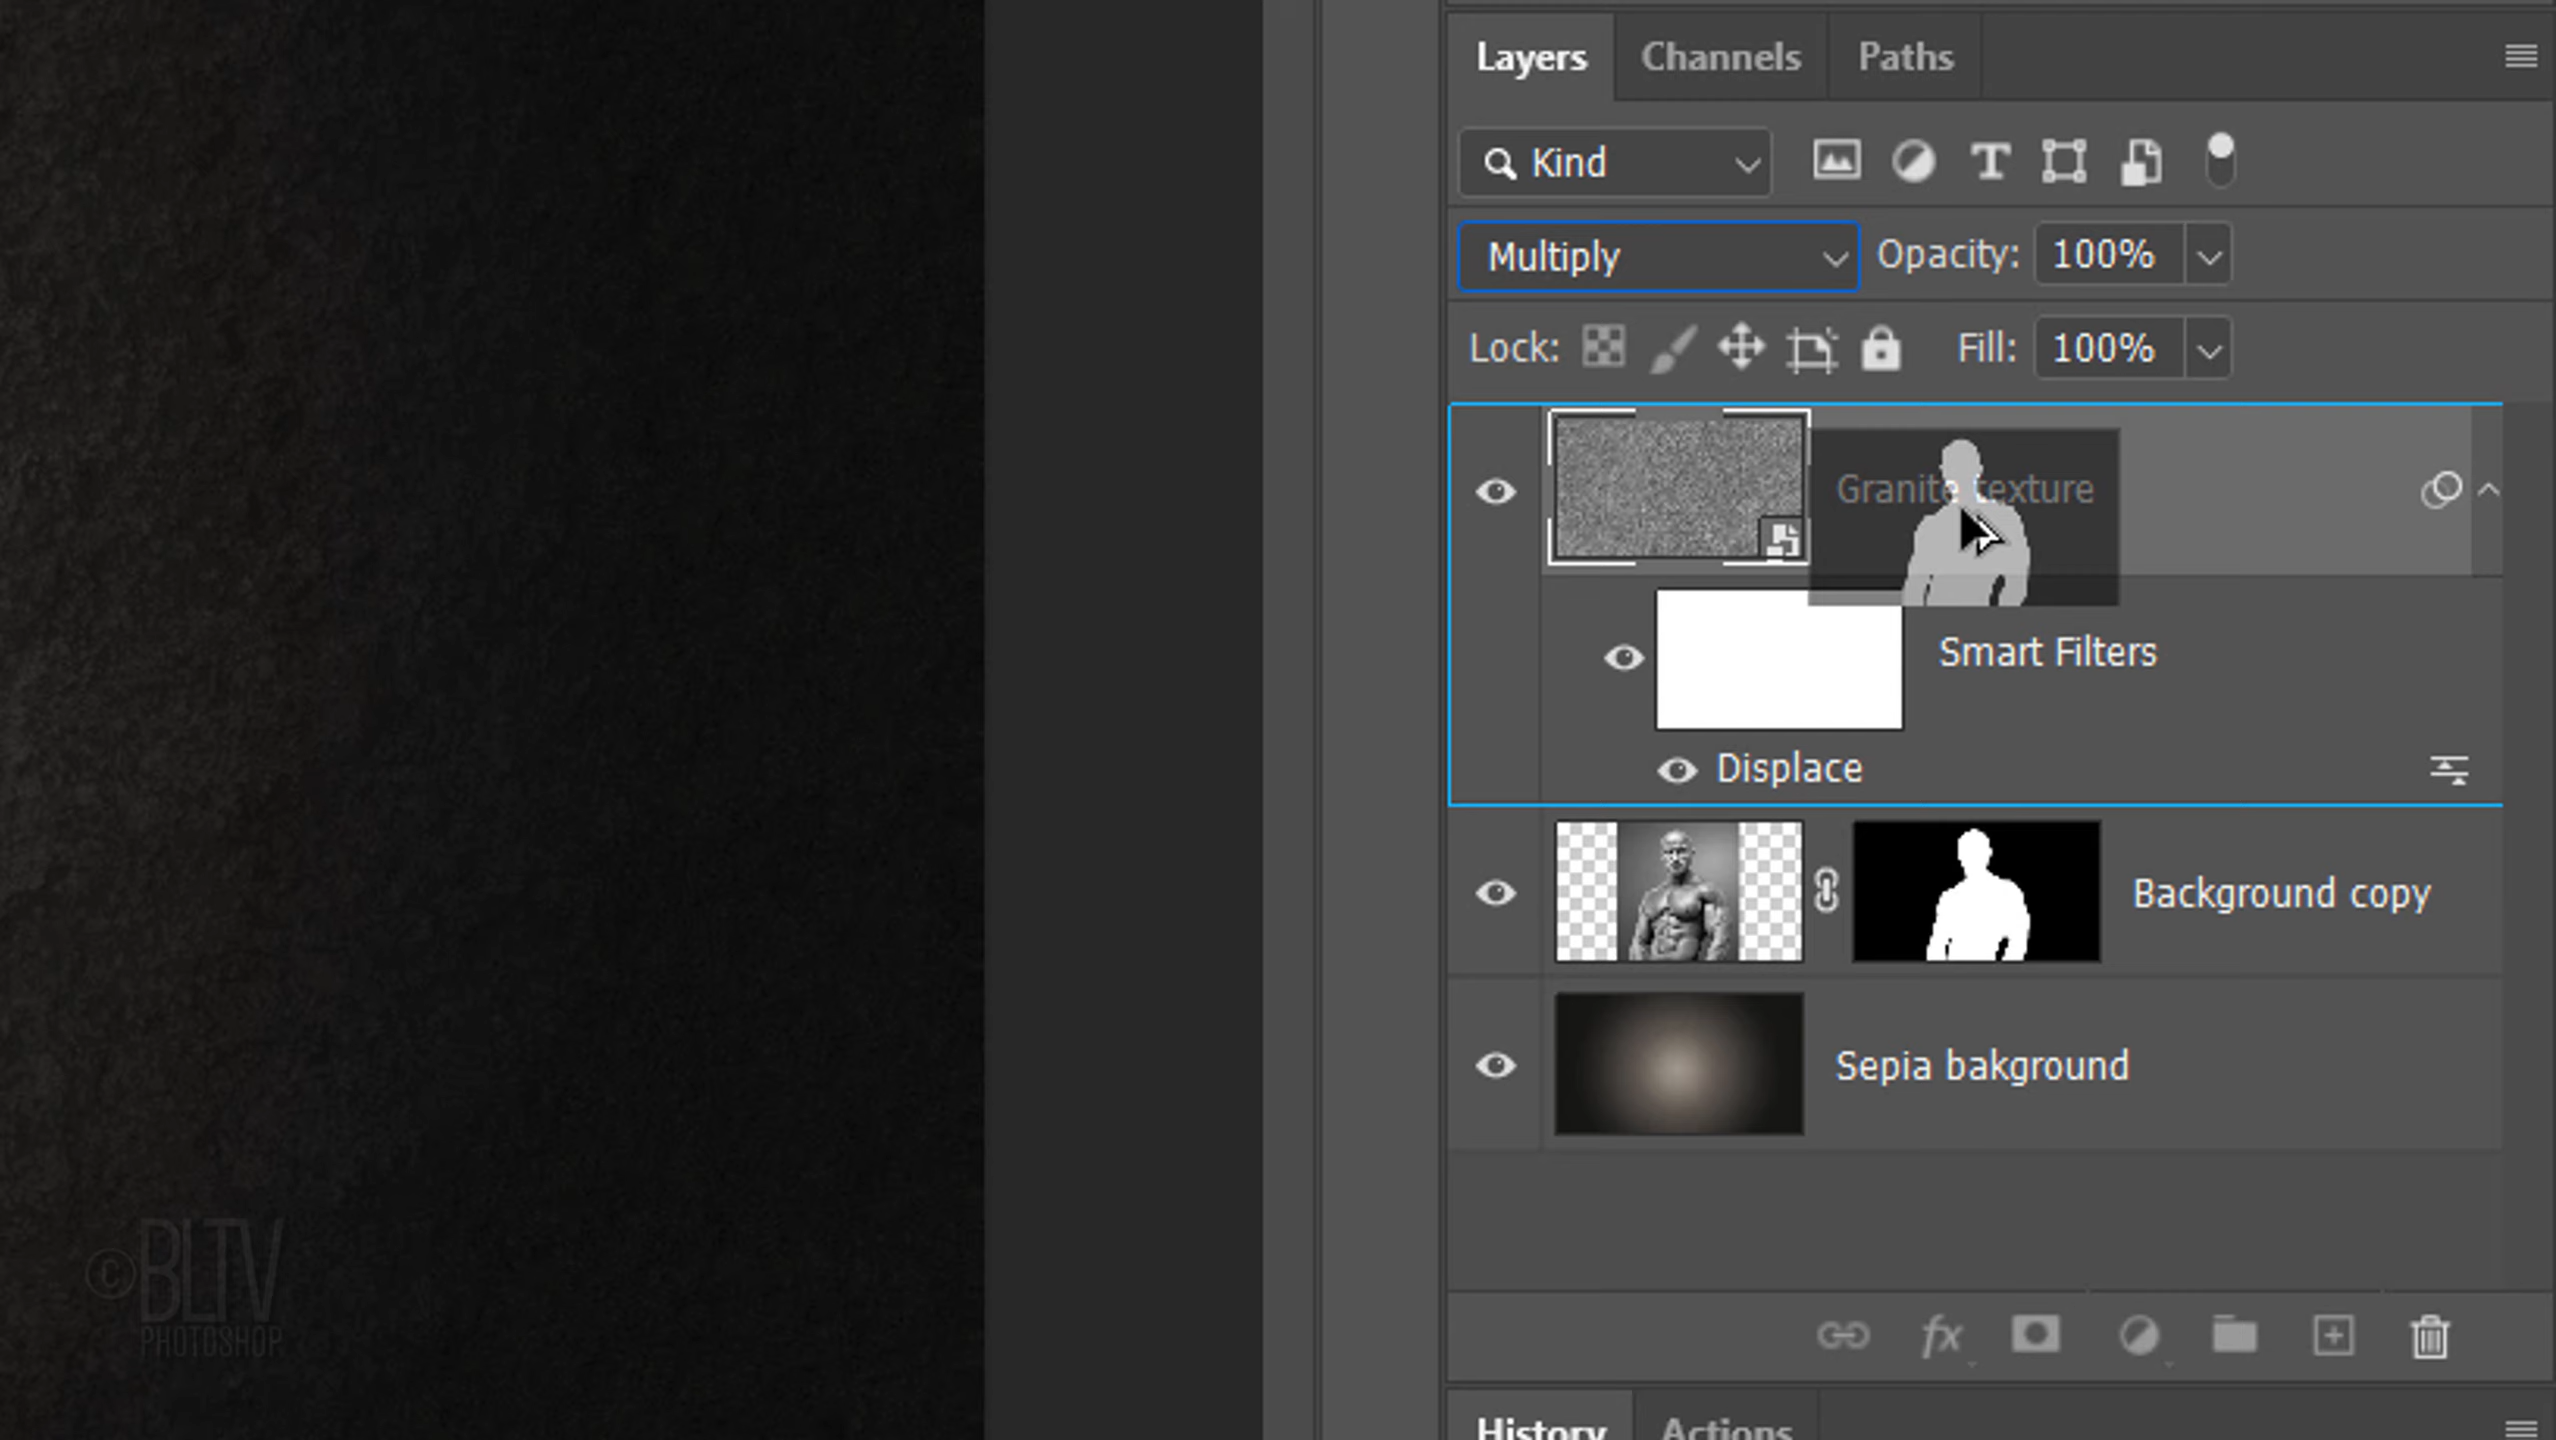 Layers Channels Paths
Kind
Multiply Opacity: 100%
Lock: Fill: 100%
Granite texture
Smart Filters
Displace
Background copy
Sepia bakground
fx
©BLTV
PHOTOSHOP
History Actions